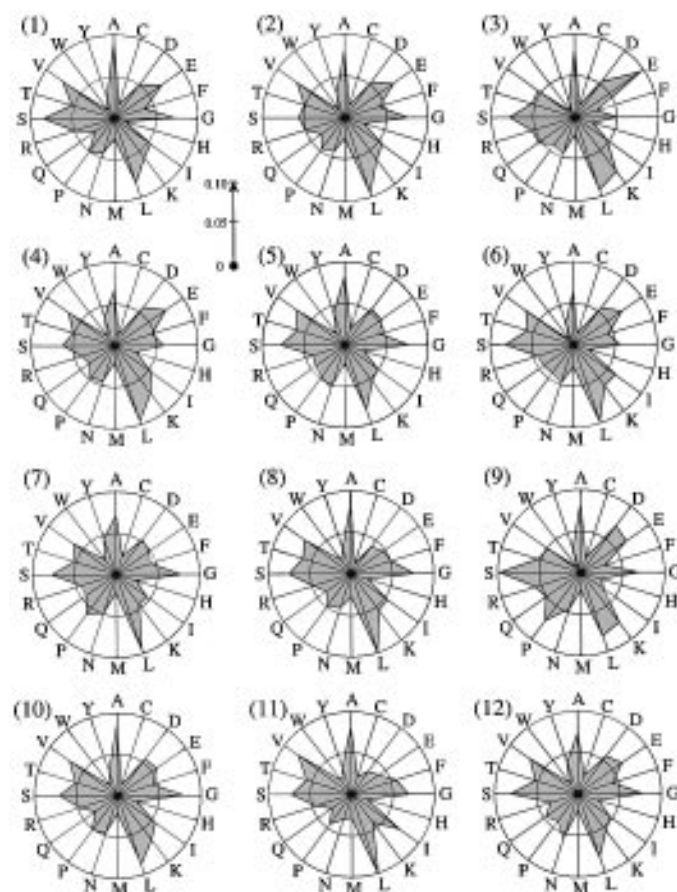 (1)
A C D E F G H I K L M N P Q R S T V W Y
(2)
A C D E F G H I K L M N P Q R S T V W Y
(3)
A C D E F G H I K L M N P Q R S T V W Y
0.10
0.05
0
(4)
A C D E F G H I K L M N P Q R S T V W Y
(5)
A C D E F G H I K L M N P Q R S T V W Y
(6)
A C D E F G H I K L M N P Q R S T V W Y
(7)
A C D E F G H I K L M N P Q R S T V W Y
(8)
A C D E F G H I K L M N P Q R S T V W Y
(9)
A C D E F G H I K L M N P Q R S T V W Y
(10)
A C D E F G H I K L M N P Q R S T V W Y
(11)
A C D E F G H I K L M N P Q R S T V W Y
(12)
A C D E F G H I K L M N P Q R S T V W Y